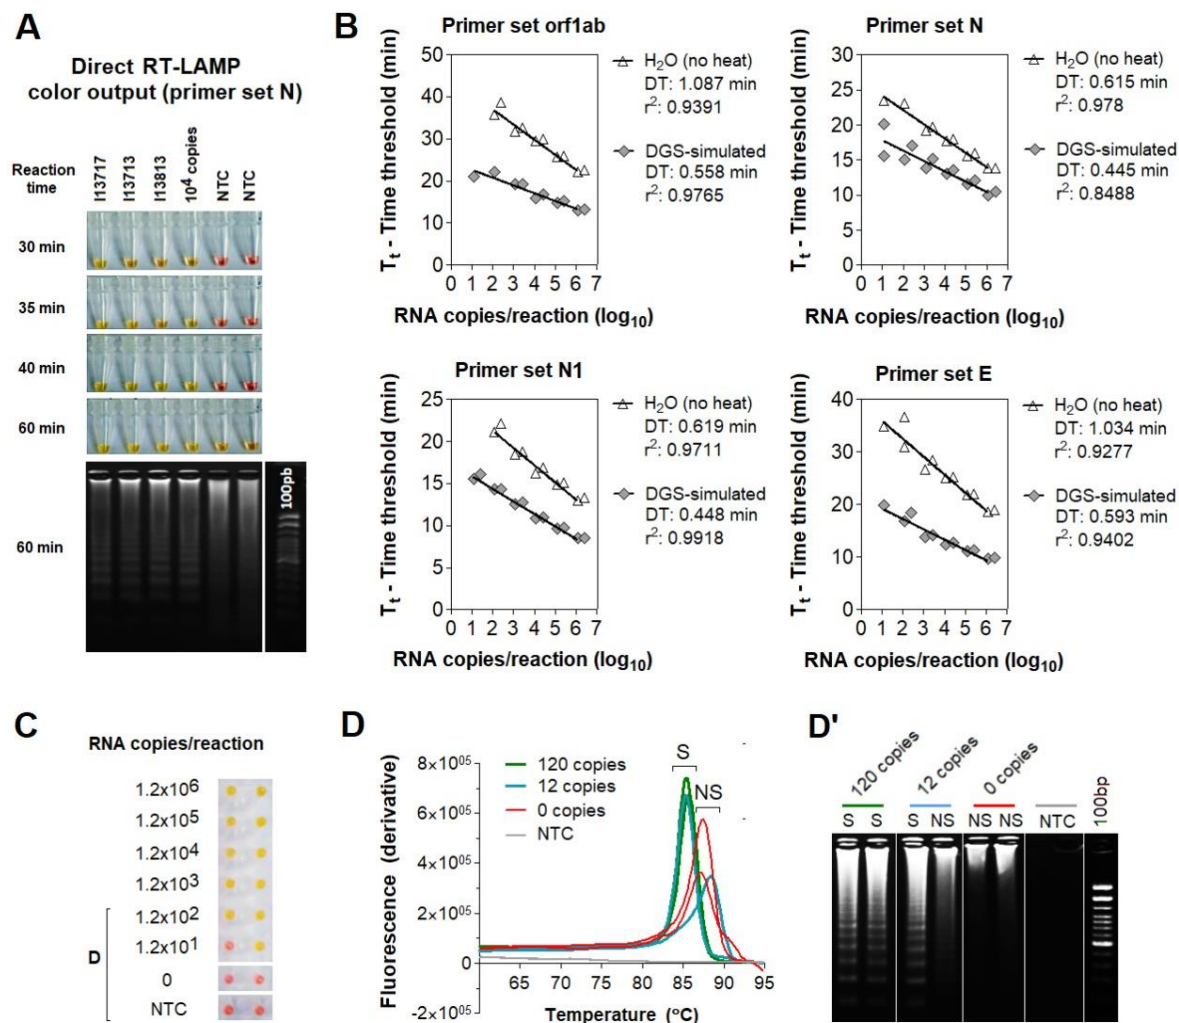 A
Direct RT-LAMP
color output (primer set N)
Reaction
time
I13717
I13713
I13813
10⁴ copies
NTC
NTC
30 min
35 min
40 min
60 min
60 min
100pb
B
Primer set orf1ab
Tt - Time threshold (min)
50
40
30
20
10
0
0 1 2 3 4 5 6 7
RNA copies/reaction (log10)
H2O (no heat)
DT: 1.087 min
r²: 0.9391
DGS-simulated
DT: 0.558 min
r²: 0.9765
Primer set N
Tt - Time threshold (min)
30
25
20
15
10
5
0
0 1 2 3 4 5 6 7
RNA copies/reaction (log10)
H2O (no heat)
DT: 0.615 min
r²: 0.978
DGS-simulated
DT: 0.445 min
r²: 0.8488
Primer set N1
Tt - Time threshold (min)
25
20
15
10
5
0
0 1 2 3 4 5 6 7
RNA copies/reaction (log10)
H2O (no heat)
DT: 0.619 min
r²: 0.9711
DGS-simulated
DT: 0.448 min
r²: 0.9918
Primer set E
Tt - Time threshold (min)
40
30
20
10
0
0 1 2 3 4 5 6 7
RNA copies/reaction (log10)
H2O (no heat)
DT: 1.034 min
r²: 0.9277
DGS-simulated
DT: 0.593 min
r²: 0.9402
C
RNA copies/reaction
1.2x10⁶
1.2x10⁵
1.2x10⁴
1.2x10³
1.2x10²
1.2x10¹
D
0
NTC
D
Fluorescence (derivative)
8×10⁰⁵
6×10⁰⁵
4×10⁰⁵
2×10⁰⁵
0
-2×10⁰⁵
120 copies
12 copies
0 copies
NTC
S
NS
65 70 75 80 85 90 95
Temperature (°C)
D'
120 copies
12 copies
0 copies
S S S NS NS NS NTC
100bp